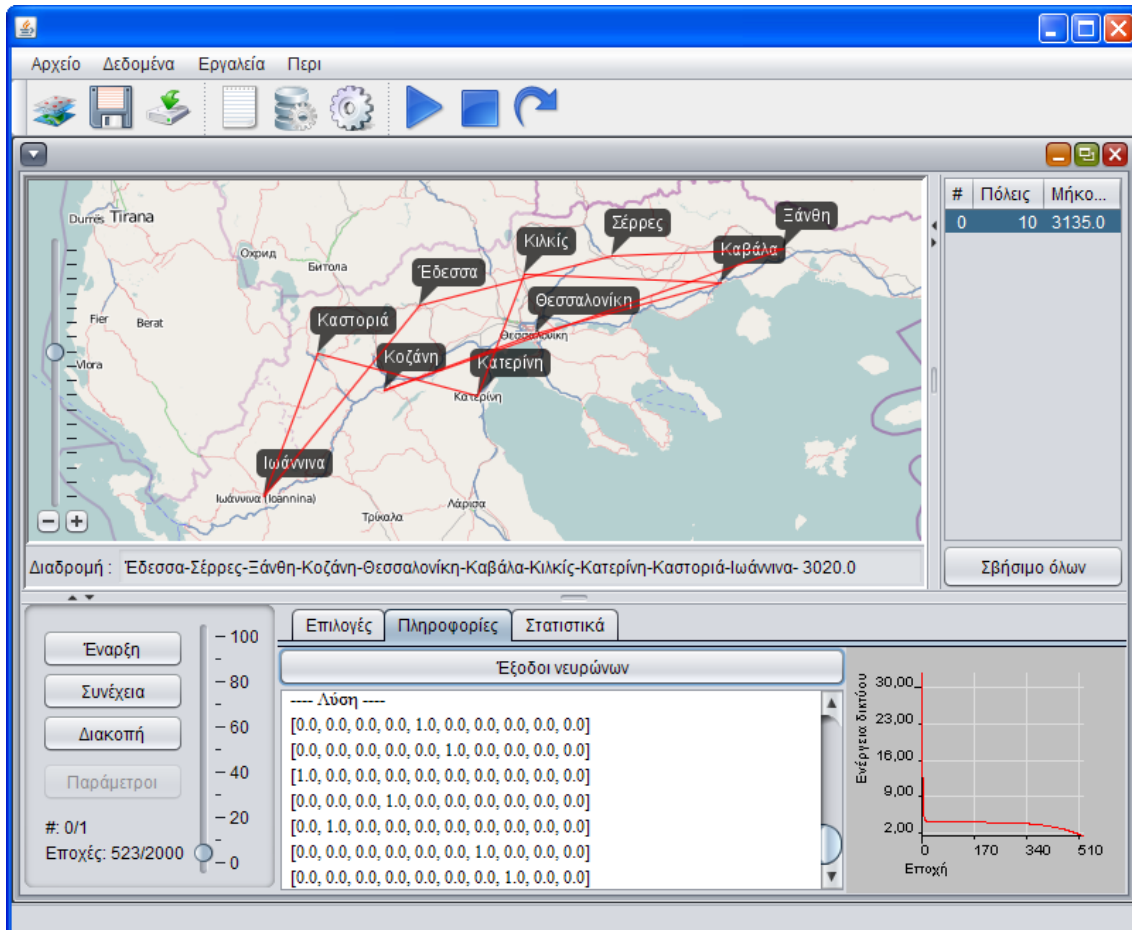 Αρχείο Δεδομένα Εργαλεία Περι
# Πόλεις Μήκο...
0 10 3135.0
Durrës Tirana
Охрид
Битола
Fier
Berat
Vlora
Ξάνθη
Σέρρες
Κιλκίς
Καβάλα
Έδεσσα
Θεσσαλονίκη
Θεσσαλονίκη
Καστοριά
Κοζάνη
Κατερίνη
Κατερίνη
Ιωάννινα
Ιωάννινα (Ioannina)
Λάρισα
Τρίκαλα
Διαδρομή : Έδεσσα-Σέρρες-Ξάνθη-Κοζάνη-Θεσσαλονίκη-Καβάλα-Κιλκίς-Κατερίνη-Καστοριά-Ιωάννινα- 3020.0
Σβήσιμο όλων
Έναρξη
Συνέχεια
Διακοπή
Παράμετροι
#: 0/1
Εποχές: 523/2000
100
80
60
40
20
0
Επιλογές Πληροφορίες Στατιστικά
Έξοδοι νευρώνων
---- Λύση ----
[0.0, 0.0, 0.0, 0.0, 1.0, 0.0, 0.0, 0.0, 0.0, 0.0]
[0.0, 0.0, 0.0, 0.0, 0.0, 1.0, 0.0, 0.0, 0.0, 0.0]
[1.0, 0.0, 0.0, 0.0, 0.0, 0.0, 0.0, 0.0, 0.0, 0.0]
[0.0, 0.0, 0.0, 1.0, 0.0, 0.0, 0.0, 0.0, 0.0, 0.0]
[0.0, 1.0, 0.0, 0.0, 0.0, 0.0, 0.0, 0.0, 0.0, 0.0]
[0.0, 0.0, 0.0, 0.0, 0.0, 0.0, 1.0, 0.0, 0.0, 0.0]
[0.0, 0.0, 0.0, 0.0, 0.0, 0.0, 0.0, 1.0, 0.0, 0.0]
Ενέργεια δικτύου
30,00
23,00
16,00
9,00
2,00
0 170 340 510
Εποχή